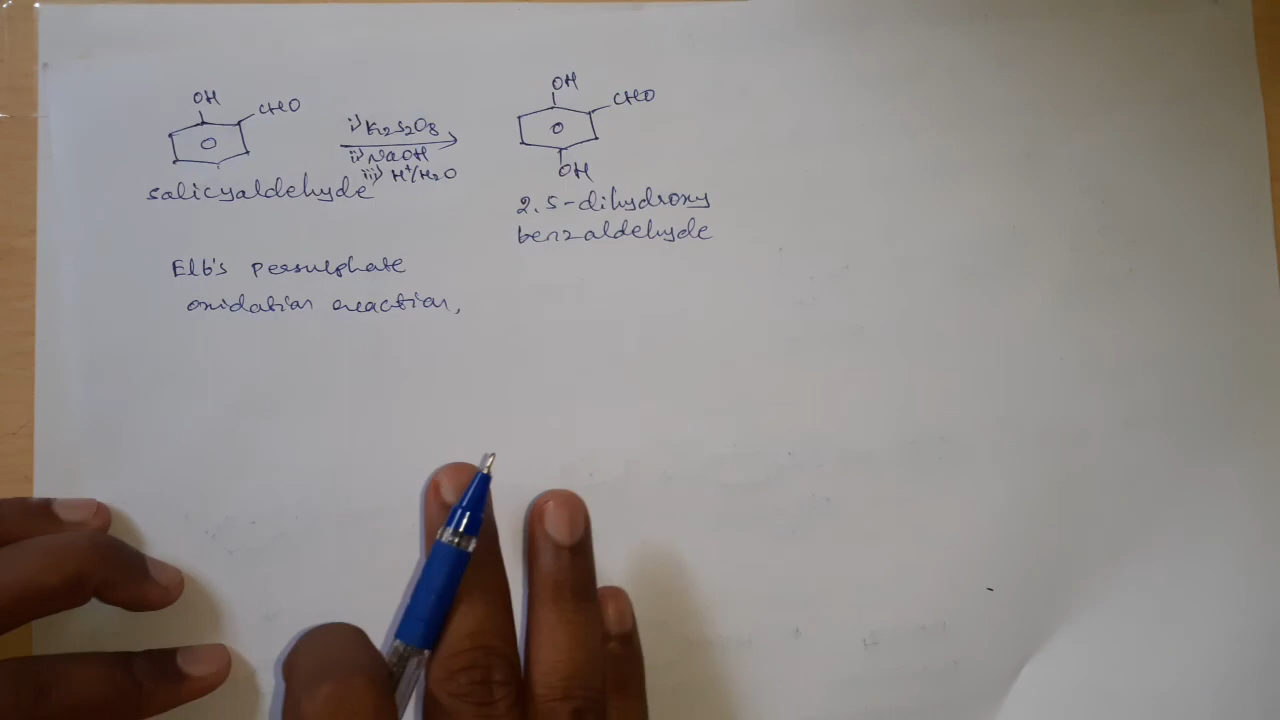 OH
CHO
i) K2S2O8
ii) NaOH
iii) H+/H2O
salicyaldehyde
OH
CHO
OH
2,5-dihydroxy
benzaldehyde
Elb's persulphate
oxidation reaction,